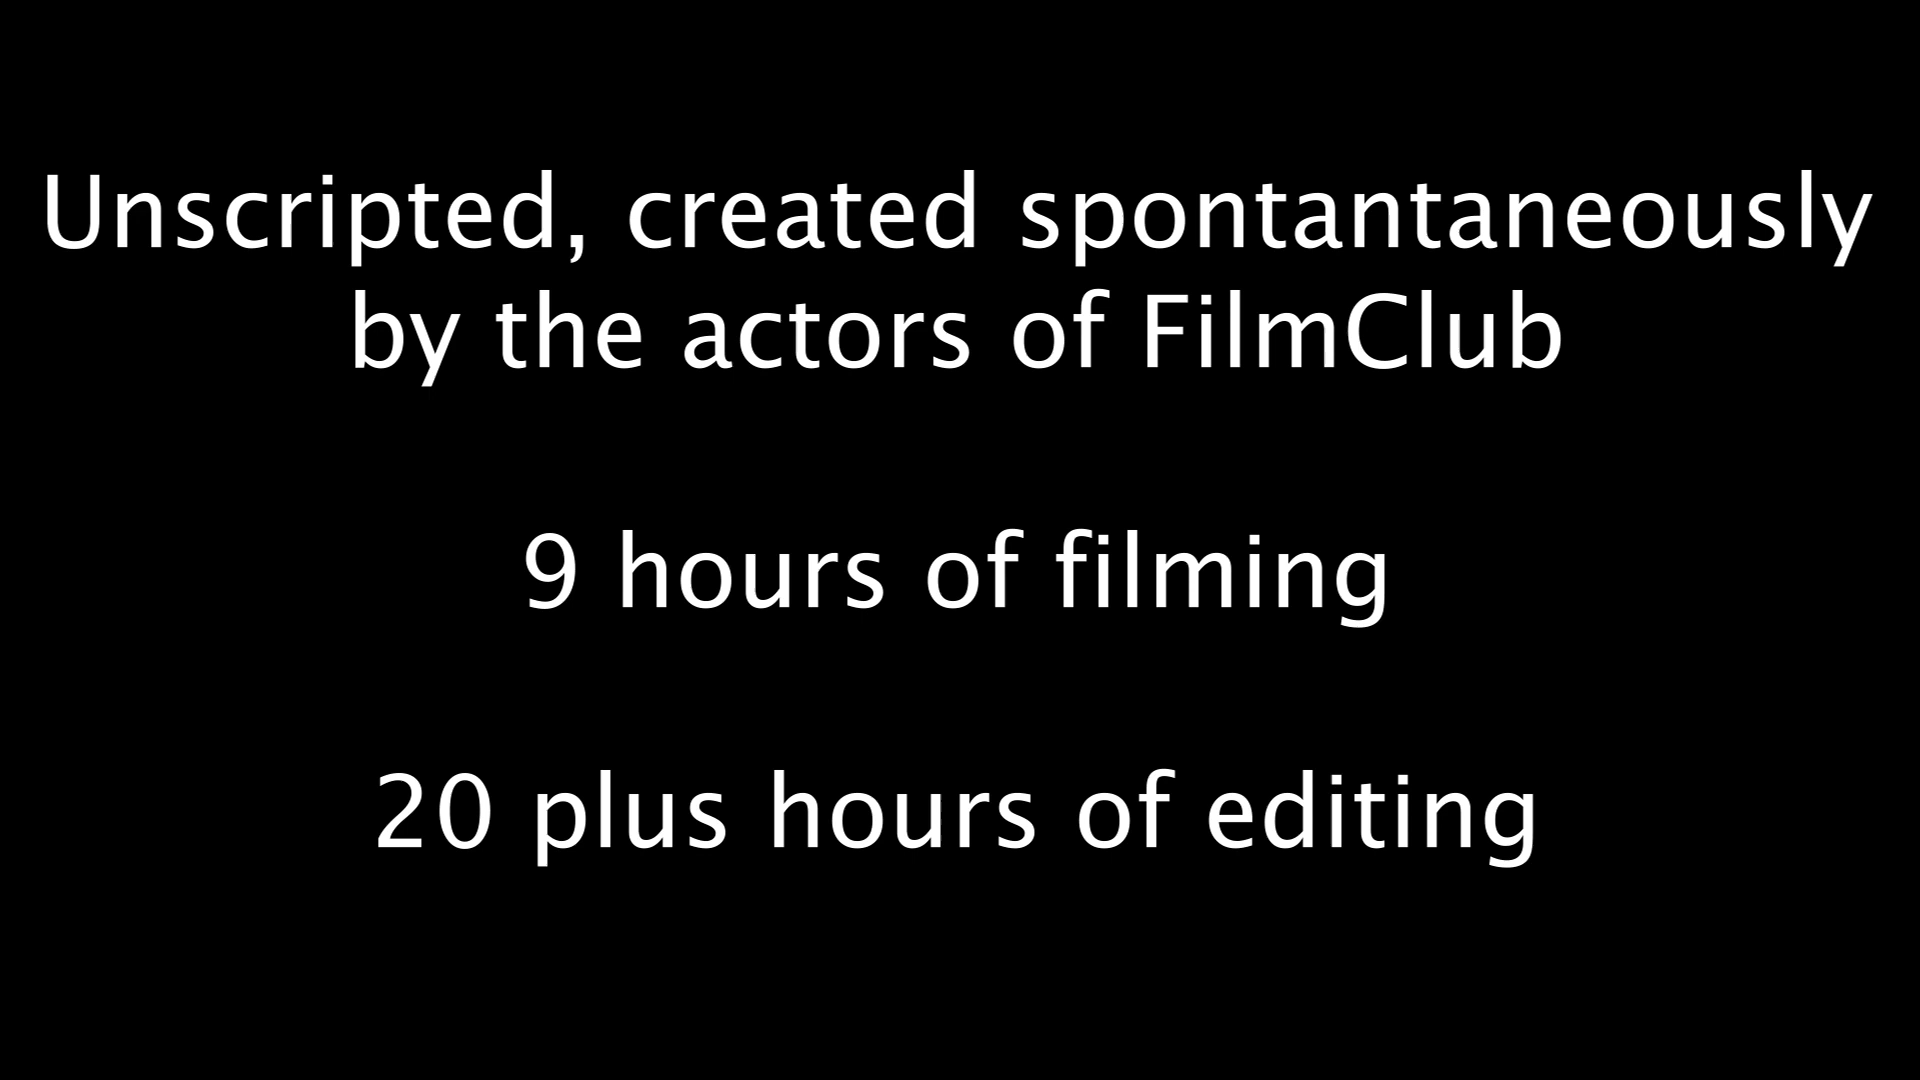 Unscripted, created spontantaneously
by the actors of FilmClub
9 hours of filming
20 plus hours of editing